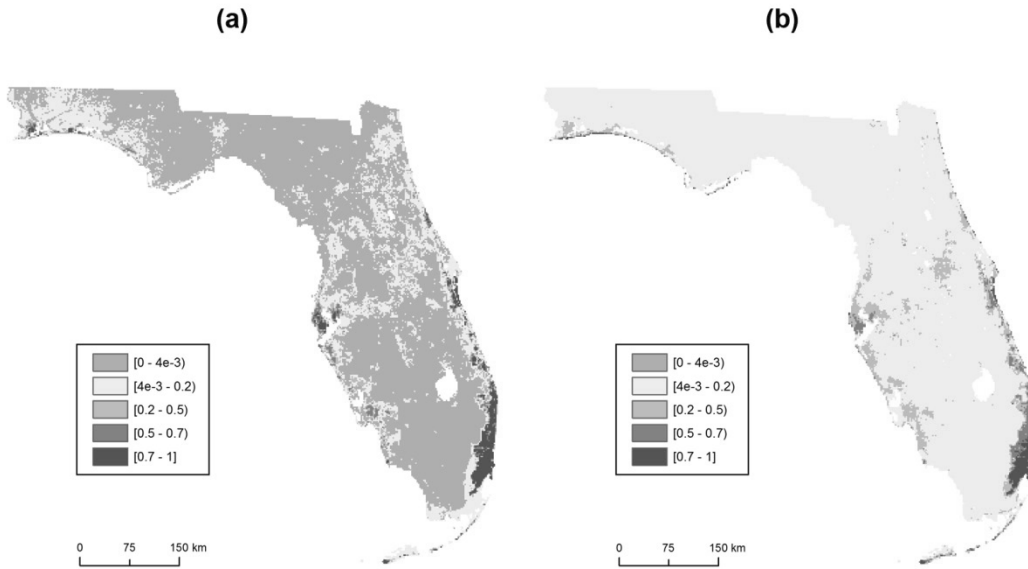 (a)
(b)
[0 - 4e-3)
[4e-3 - 0.2)
[0.2 - 0.5)
[0.5 - 0.7)
[0.7 - 1]
0 75 150 km
[0 - 4e-3)
[4e-3 - 0.2)
[0.2 - 0.5)
[0.5 - 0.7)
[0.7 - 1]
0 75 150 km